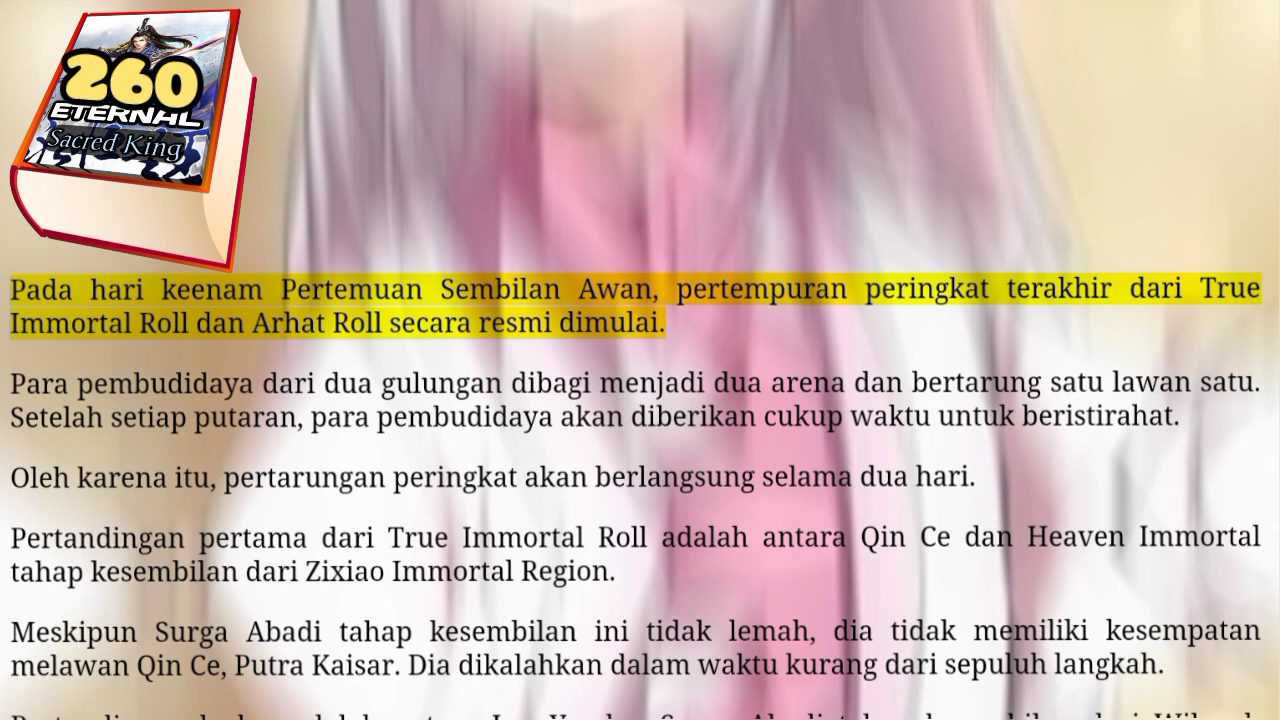 260
ETERNAL
Sacred King
Pada hari keenam Pertemuan Sembilan Awan, pertempuran peringkat terakhir dari True
Immortal Roll dan Arhat Roll secara resmi dimulai.
Para pembudidaya dari dua gulungan dibagi menjadi dua arena dan bertarung satu lawan satu.
Setelah setiap putaran, para pembudidaya akan diberikan cukup waktu untuk beristirahat.
Oleh karena itu, pertarungan peringkat akan berlangsung selama dua hari.
Pertandingan pertama dari True Immortal Roll adalah antara Qin Ce dan Heaven Immortal
tahap kesembilan dari Zixiao Immortal Region.
Meskipun Surga Abadi tahap kesembilan ini tidak lemah, dia tidak memiliki kesempatan
melawan Qin Ce, Putra Kaisar. Dia dikalahkan dalam waktu kurang dari sepuluh langkah.